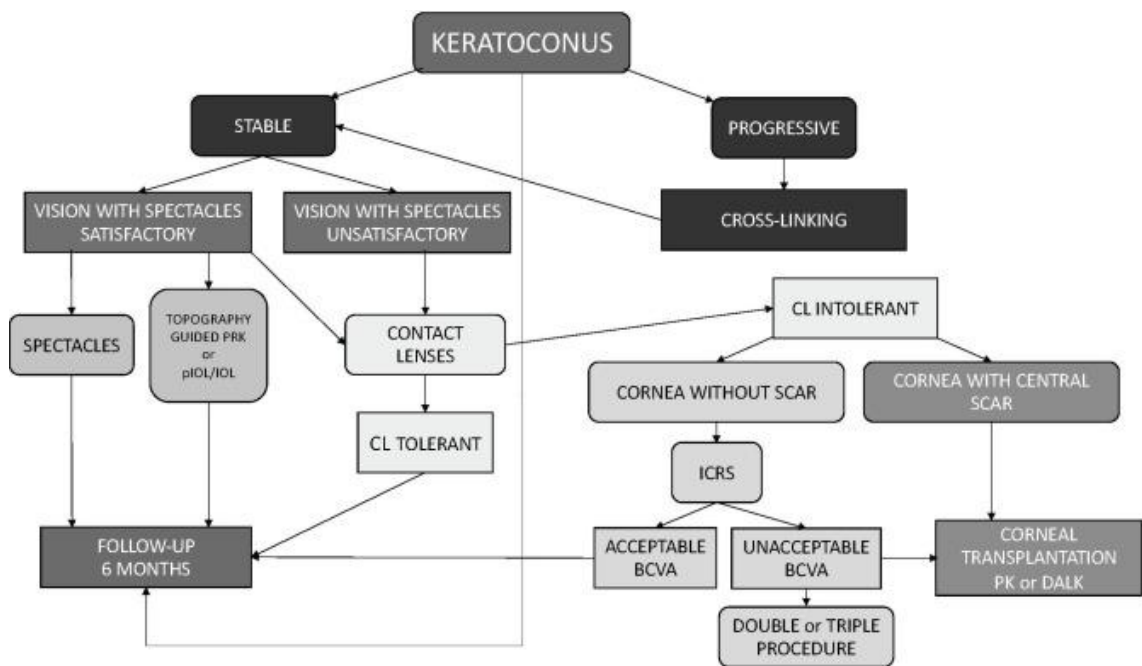 KERATOCONUS
STABLE
PROGRESSIVE
VISION WITH SPECTACLES
SATISFACTORY
VISION WITH SPECTACLES
UNSATISFACTORY
CROSS-LINKING
SPECTACLES
TOPOGRAPHY
GUIDED PRK
or
pIOL/IOL
CONTACT
LENSES
CL INTOLERANT
CORNEA WITHOUT SCAR
CORNEA WITH CENTRAL
SCAR
CL TOLERANT
ICRS
FOLLOW-UP
6 MONTHS
ACCEPTABLE
BCVA
UNACCEPTABLE
BCVA
CORNEAL
TRANSPLANTATION
PK or DALK
DOUBLE or TRIPLE
PROCEDURE